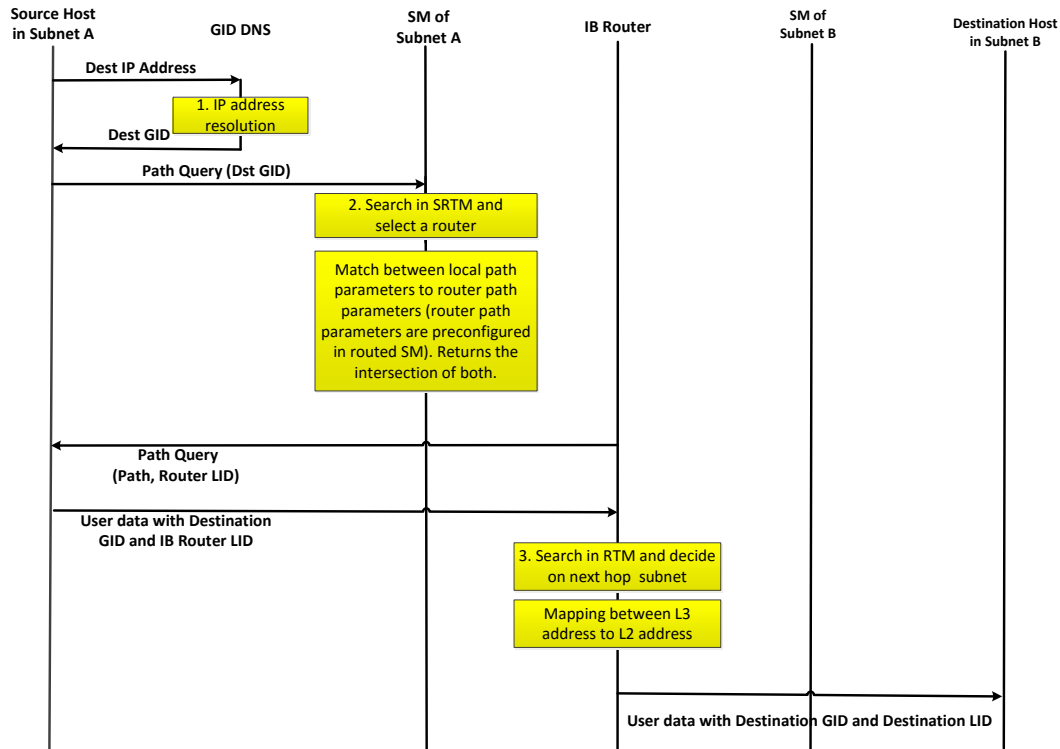 Source Host
in Subnet A
GID DNS
SM of
Subnet A
IB Router
SM of
Subnet B
Destination Host
in Subnet B
Dest IP Address
1. IP address
resolution
Dest GID
Path Query (Dst GID)
2. Search in SRTM and
select a router
Match between local path
parameters to router path
parameters (router path
parameters are preconfigured
in routed SM). Returns the
intersection of both.
Path Query
(Path, Router LID)
User data with Destination
GID and IB Router LID
3. Search in RTM and decide
on next hop subnet
Mapping between L3
address to L2 address
User data with Destination GID and Destination LID